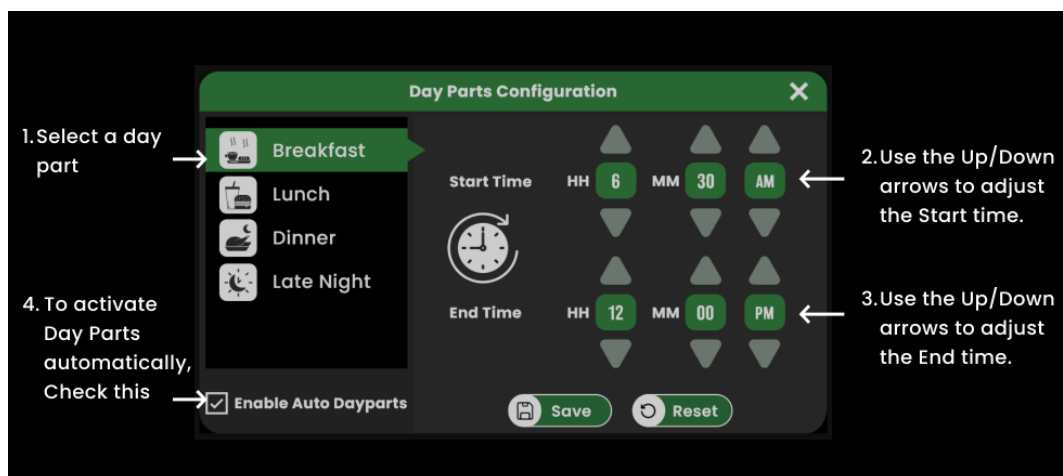 Day Parts Configuration
1. Select a day
part
Breakfast
Lunch
Dinner
Late Night
4. To activate
Day Parts
automatically,
Check this
Enable Auto Dayparts
Start Time HH 6 MM 30 AM
End Time HH 12 MM 00 PM
2. Use the Up/Down
arrows to adjust
the Start time.
3. Use the Up/Down
arrows to adjust
the End time.
Save
Reset